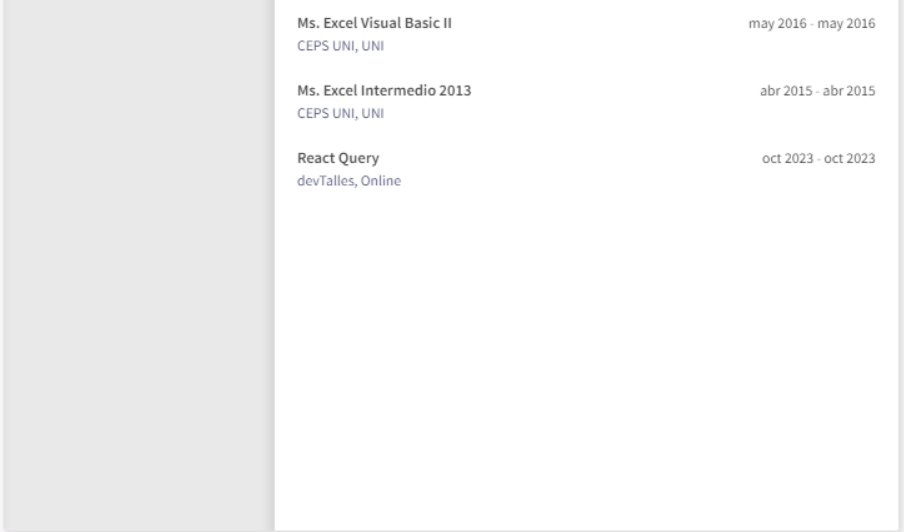 Ms. Excel Visual Basic II may 2016 - may 2016
CEPS UNI, UNI
Ms. Excel Intermedio 2013 abr 2015 - abr 2015
CEPS UNI, UNI
React Query oct 2023 - oct 2023
devTalles, Online